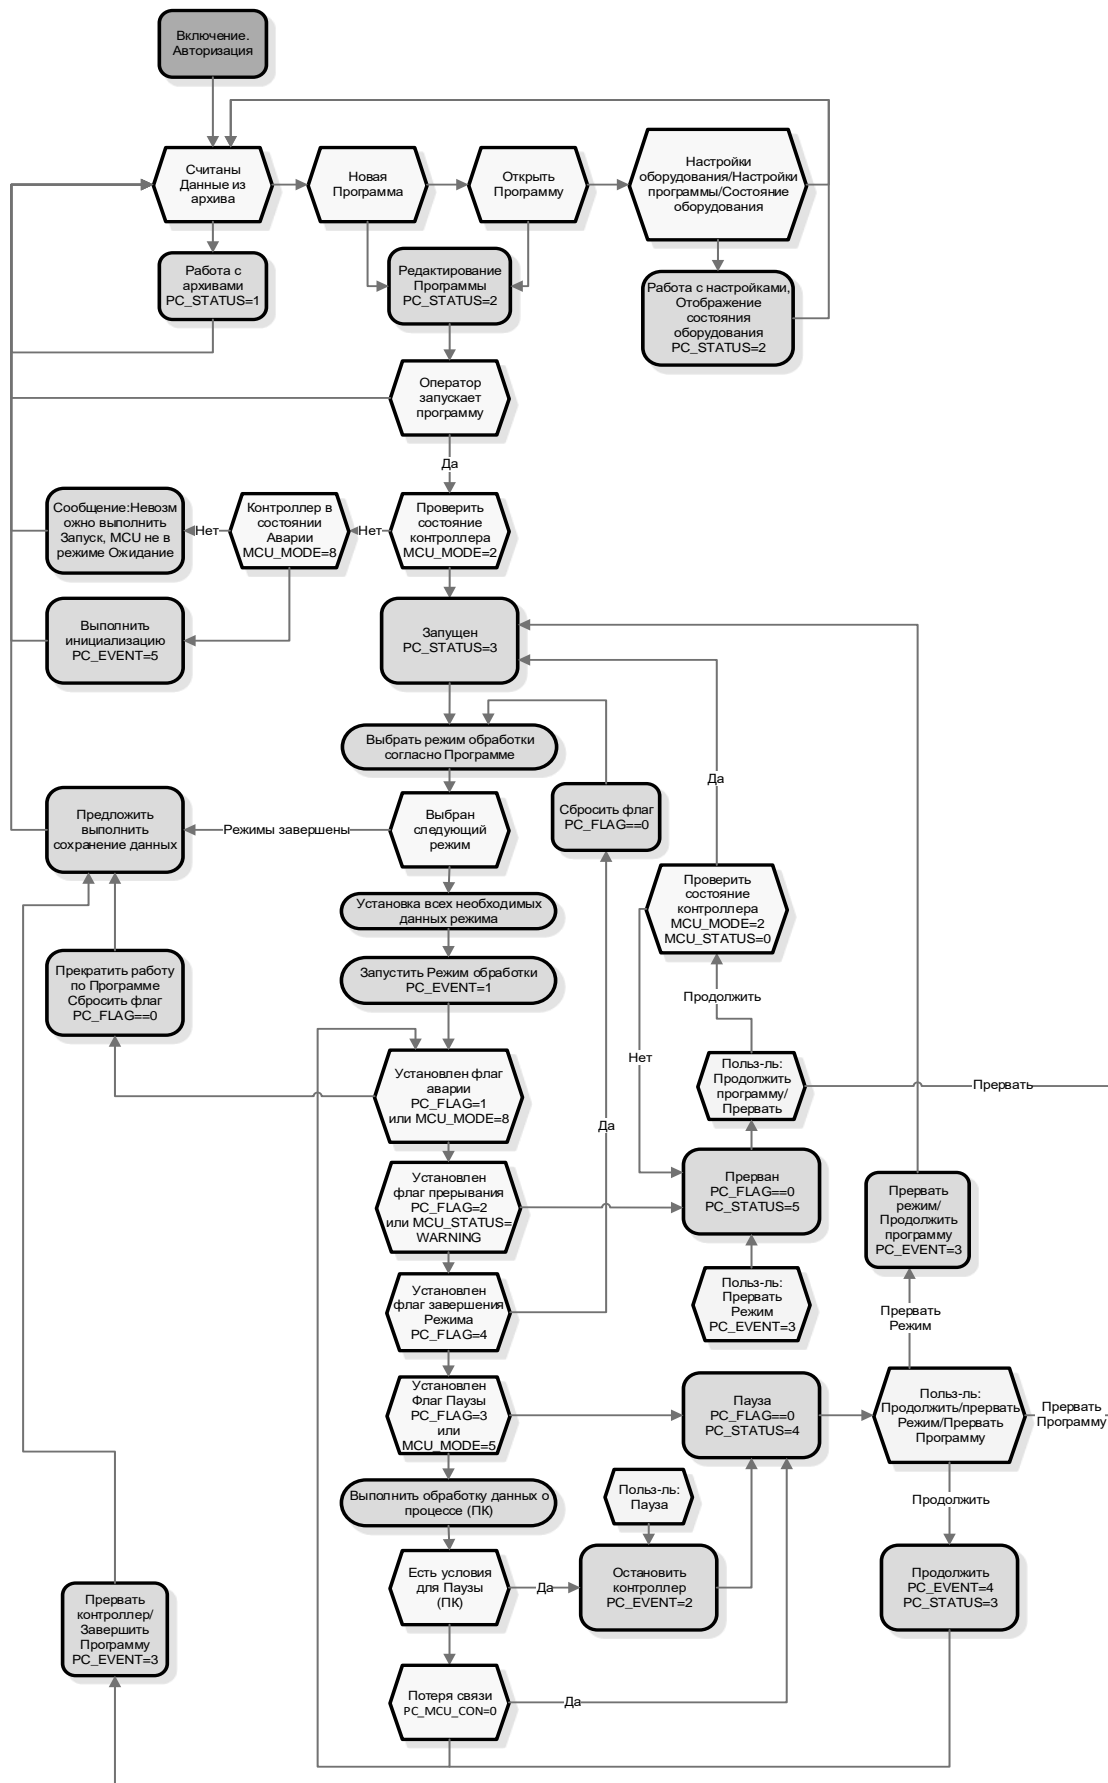 Включение.
Авторизация
Считаны
Данные из
архива
Новая
Программа
Открыть
Программу
Настройки
оборудования/Настройки
программы/Состояние
оборудования
Работа с
архивами
PC_STATUS=1
Редактирование
Программы
PC_STATUS=2
Работа с настройками,
Отображение
состояния
оборудования
PC_STATUS=2
Оператор
запускает
программу
Да
Сообщение:Невозм
ожно выполнить
Запуск, MCU не в
режиме Ожидание
Нет
Контроллер в
состоянии
Аварии
MCU_MODE=8
Нет
Проверить
состояние
контроллера
MCU_MODE=2
Выполнить
инициализацию
PC_EVENT=5
Запущен
PC_STATUS=3
Выбрать режим обработки
согласно Программе
Да
Предложить
выполнить
сохранение данных
Режимы завершены
Выбран
следующий
режим
Сбросить флаг
PC_FLAG==0
Проверить
состояние
контроллера
MCU_MODE=2
MCU_STATUS=0
Установка всех необходимых
данных режима
Прекратить работу
по Программе
Сбросить флаг
PC_FLAG==0
Запустить Режим обработки
PC_EVENT=1
Продолжить
Нет
Установлен флаг
аварии
PC_FLAG=1
или MCU_MODE=8
Польз-ль:
Продолжить
программу/
Прервать
Прервать
Да
Установлен
флаг прерывания
PC_FLAG=2
или MCU_STATUS=
WARNING
Прерван
PC_FLAG==0
PC_STATUS=5
Прервать
режим/
Продолжить
программу
PC_EVENT=3
Установлен
флаг завершения
Режима
PC_FLAG=4
Польз-ль:
Прервать
Режим
PC_EVENT=3
Прервать
Режим
Установлен
Флаг Паузы
PC_FLAG=3
или
MCU_MODE=5
Пауза
PC_FLAG==0
PC_STATUS=4
Польз-ль:
Продолжить/прервать
Режим/Прервать
Программу
Прервать
Программу
Выполнить обработку данных о
процессе (ПК)
Польз-ль:
Пауза
Продолжить
Есть условия
для Паузы
(ПК)
Да
Остановить
контроллер
PC_EVENT=2
Продолжить
PC_EVENT=4
PC_STATUS=3
Прервать
контроллер/
Завершить
Программу
PC_EVENT=3
Потеря связи
PC_MCU_CON=0
Да